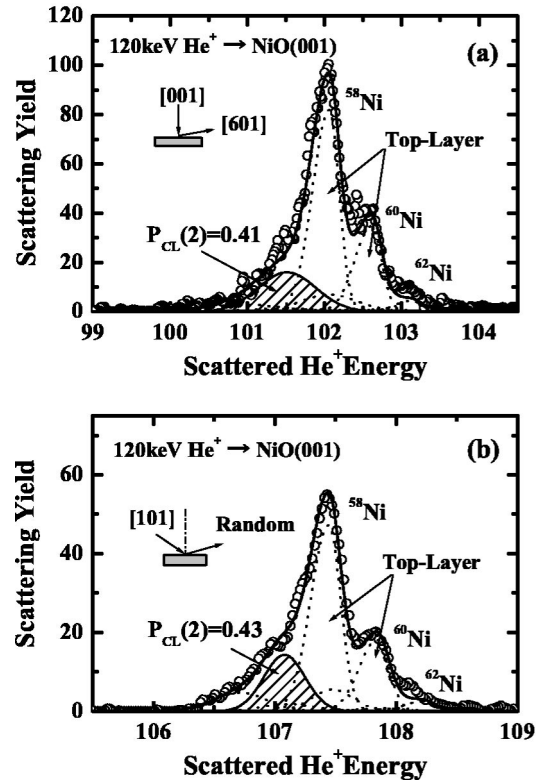 120keV He⁺ → NiO(001)
(a)
[001]
[601]
⁵⁸Ni
Top-Layer
P_CL(2)=0.41
⁶⁰Ni
⁶²Ni
Scattering Yield
0
20
40
60
80
100
120
99
100
101
102
103
104
Scattered He⁺Energy
120keV He⁺ → NiO(001)
(b)
[101]
Random
⁵⁸Ni
Top-Layer
P_CL(2)=0.43
⁶⁰Ni
⁶²Ni
Scattering Yield
0
20
40
60
106
107
108
109
Scattered He⁺Energy